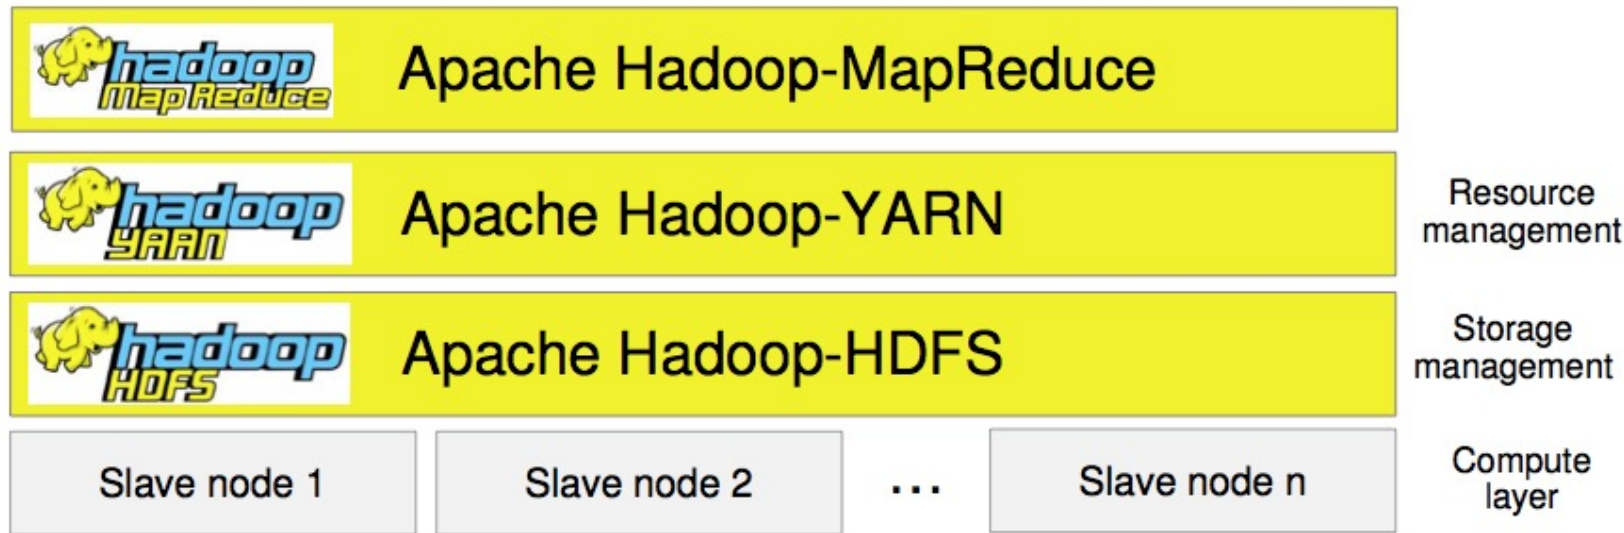 hadoop
Map Reduce
Apache Hadoop-MapReduce
hadoop
YARN
Apache Hadoop-YARN
Resource
management
hadoop
HDFS
Apache Hadoop-HDFS
Storage
management
Slave node 1
Slave node 2
...
Slave node n
Compute
layer